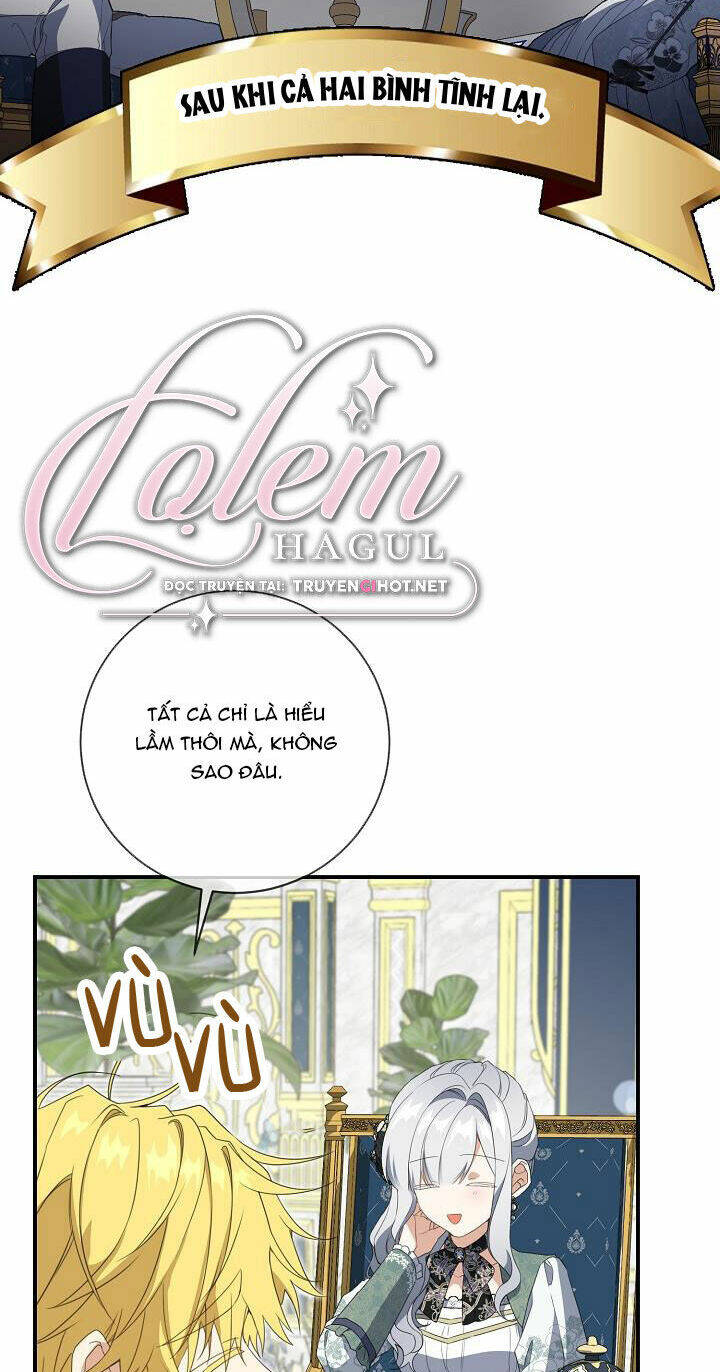 SAU KHI CẢ HAI BÌNH TĨNH LẠI.
Lọlem
HAGUL
ĐỌC TRUYỆN TẠI: TRUYENGIHOT.NET
TẤT CẢ CHỈ LÀ HIỂU
LẦM THÔI MÀ, KHÔNG
SAO ĐÂU.
VÙ VÙ